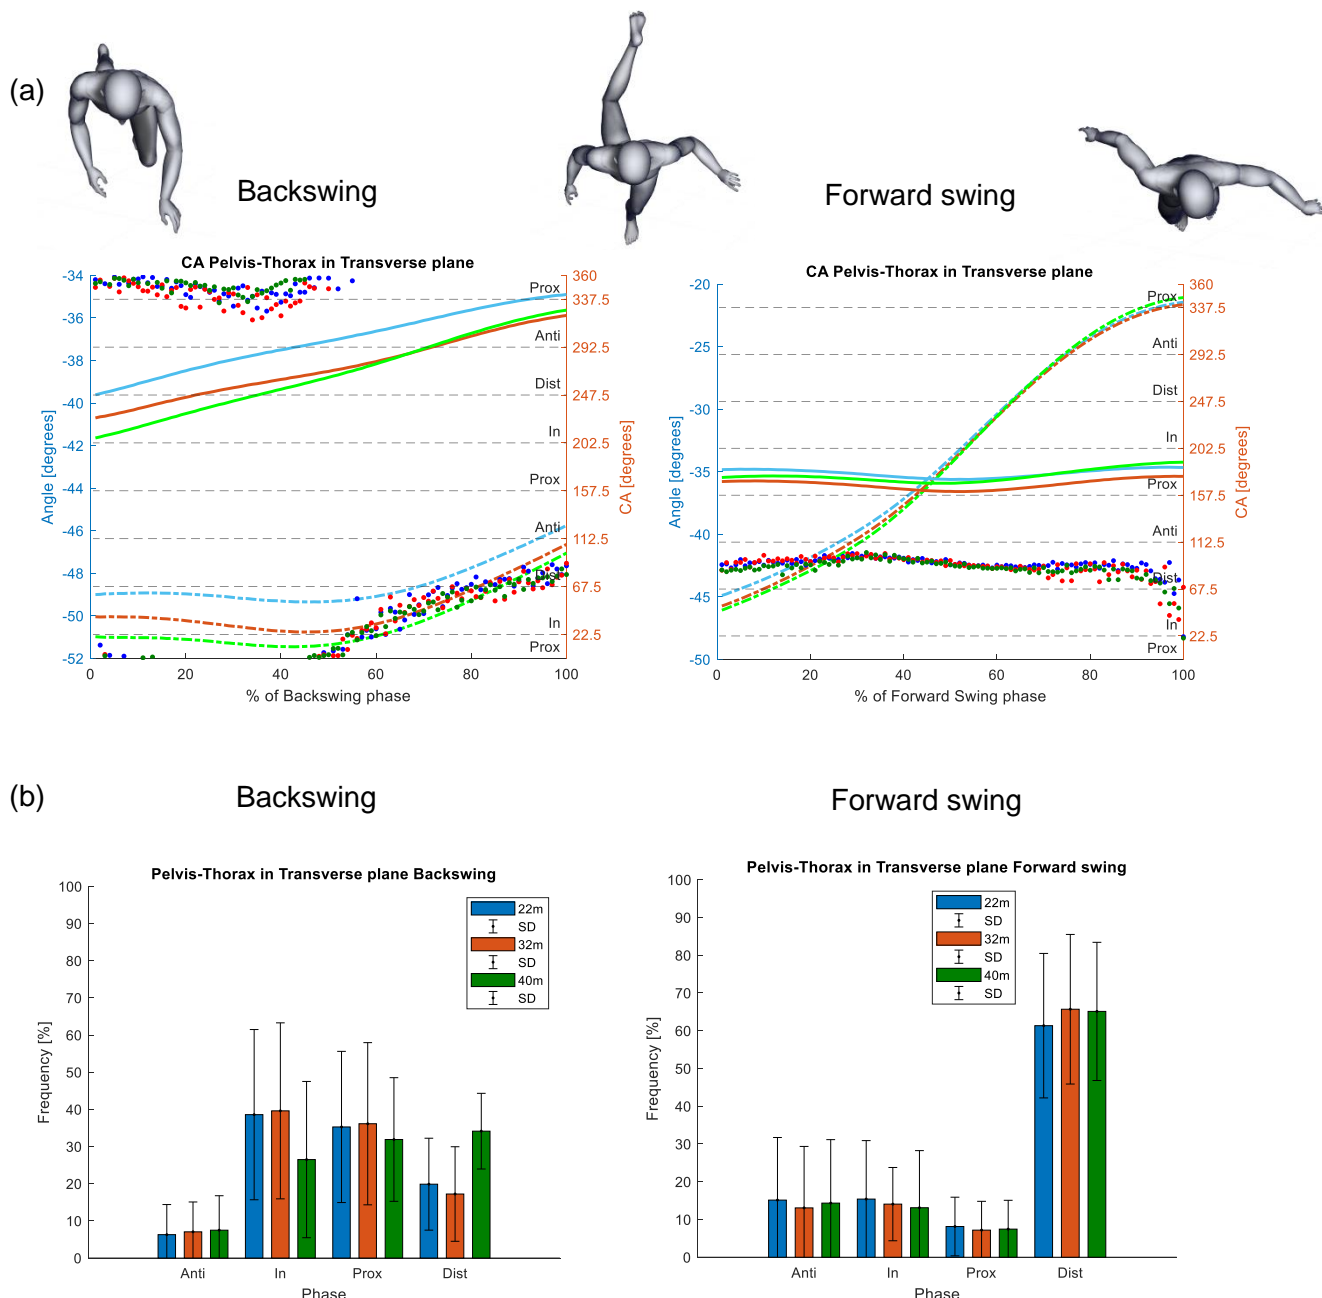 (a)
Backswing
Forward swing
CA Pelvis-Thorax in Transverse plane
-34
-36
-38
-40
-42
-44
-46
-48
-50
-52
Angle [degrees]
Prox
Anti
Dist
In
Prox
Anti
Dist
In
Prox
360
337.5
292.5
247.5
202.5
157.5
112.5
67.5
22.5
CA [degrees]
0
20
40
60
80
100
% of Backswing phase
CA Pelvis-Thorax in Transverse plane
-20
-25
-30
-35
-40
-45
-50
Angle [degrees]
Prox
Anti
Dist
In
Prox
Anti
Dist
In
Prox
360
337.5
292.5
247.5
202.5
157.5
112.5
67.5
22.5
CA [degrees]
0
20
40
60
80
100
% of Forward Swing phase
(b)
Backswing
Forward swing
Pelvis-Thorax in Transverse plane Backswing
100
90
80
70
60
50
40
30
20
10
0
Frequency [%]
22m
SD
32m
SD
40m
SD
Anti
In
Prox
Dist
Phase
Pelvis-Thorax in Transverse plane Forward swing
100
90
80
70
60
50
40
30
20
10
0
Frequency [%]
22m
SD
32m
SD
40m
SD
Anti
In
Prox
Dist
Phase